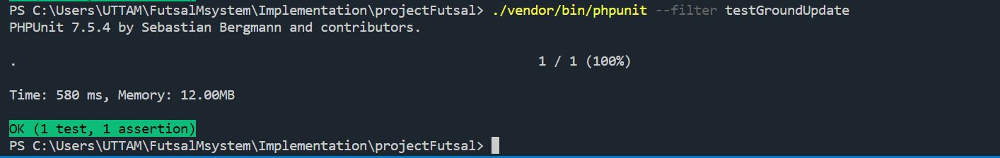 PS C:\Users\UTTAM\FutsalMsystem\Implementation\projectFutsal> ./vendor/bin/phpunit --filter testGroundUpdate
PHPUnit 7.5.4 by Sebastian Bergmann and contributors.
. 1 / 1 (100%)
Time: 580 ms, Memory: 12.00MB
OK (1 test, 1 assertion)
PS C:\Users\UTTAM\FutsalMsystem\Implementation\projectFutsal>